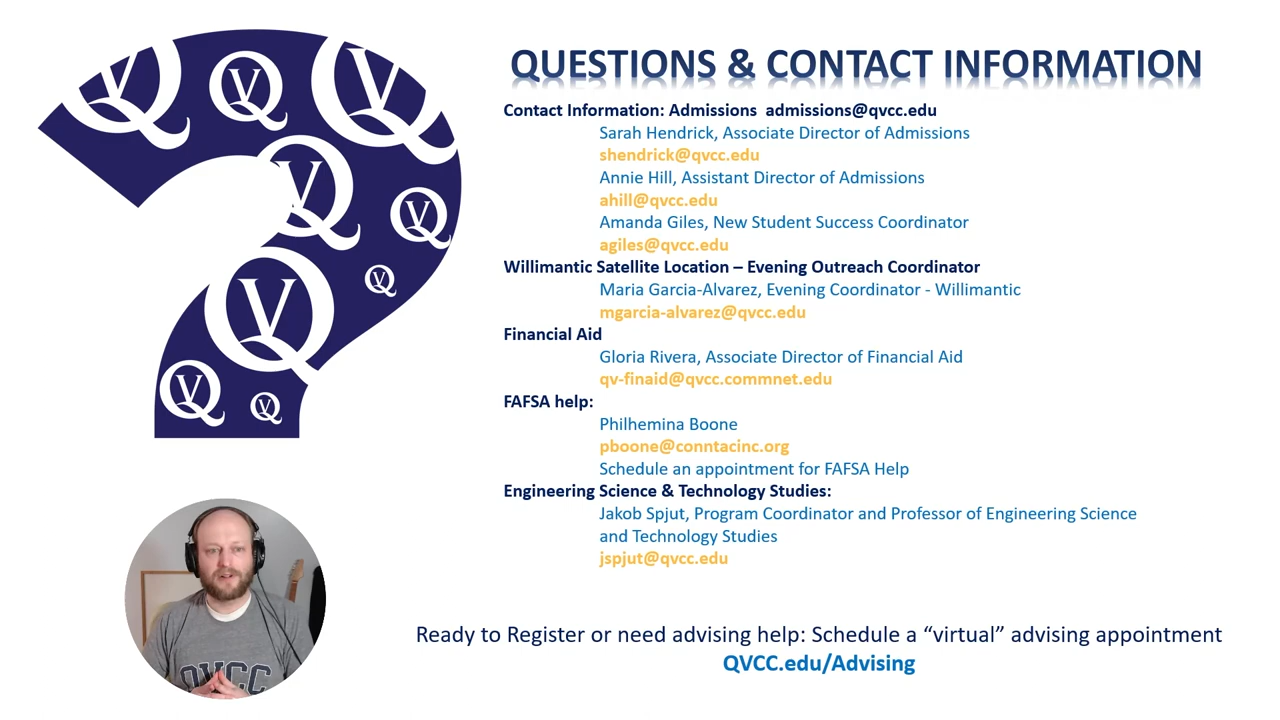 QUESTIONS & CONTACT INFORMATION
Contact Information: Admissions admissions@qvcc.edu
Sarah Hendrick, Associate Director of Admissions
shendrick@qvcc.edu
Annie Hill, Assistant Director of Admissions
ahill@qvcc.edu
Amanda Giles, New Student Success Coordinator
agiles@qvcc.edu
Willimantic Satellite Location – Evening Outreach Coordinator
Maria Garcia-Alvarez, Evening Coordinator - Willimantic
mgarcia-alvarez@qvcc.edu
Financial Aid
Gloria Rivera, Associate Director of Financial Aid
qv-finaid@qvcc.commnet.edu
FAFSA help:
Philhemina Boone
pboone@conntacinc.org
Schedule an appointment for FAFSA Help
Engineering Science & Technology Studies:
Jakob Spjut, Program Coordinator and Professor of Engineering Science
and Technology Studies
jspjut@qvcc.edu
QVCC
Ready to Register or need advising help: Schedule a “virtual” advising appointment
QVCC.edu/Advising